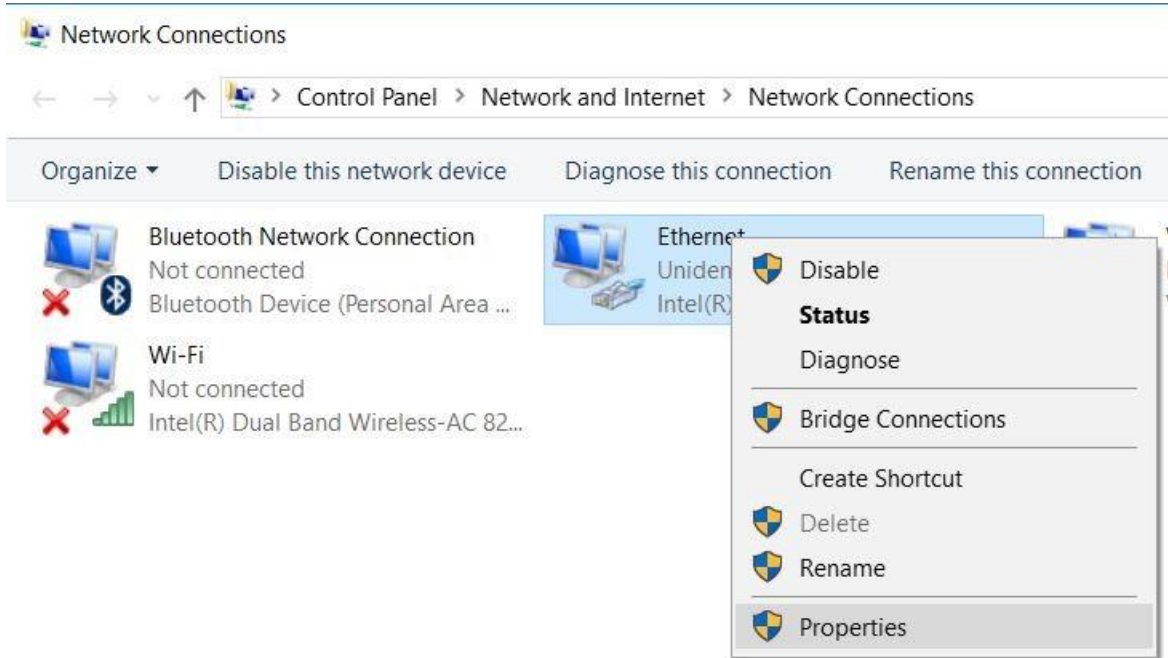 Network Connections
Control Panel > Network and Internet > Network Connections
Organize Disable this network device Diagnose this connection Rename this connection
Bluetooth Network Connection
Not connected
Bluetooth Device (Personal Area ...
Wi-Fi
Not connected
Intel(R) Dual Band Wireless-AC 82...
Ethernet
Intel(R)
Disable
Status
Diagnose
Bridge Connections
Create Shortcut
Delete
Rename
Properties